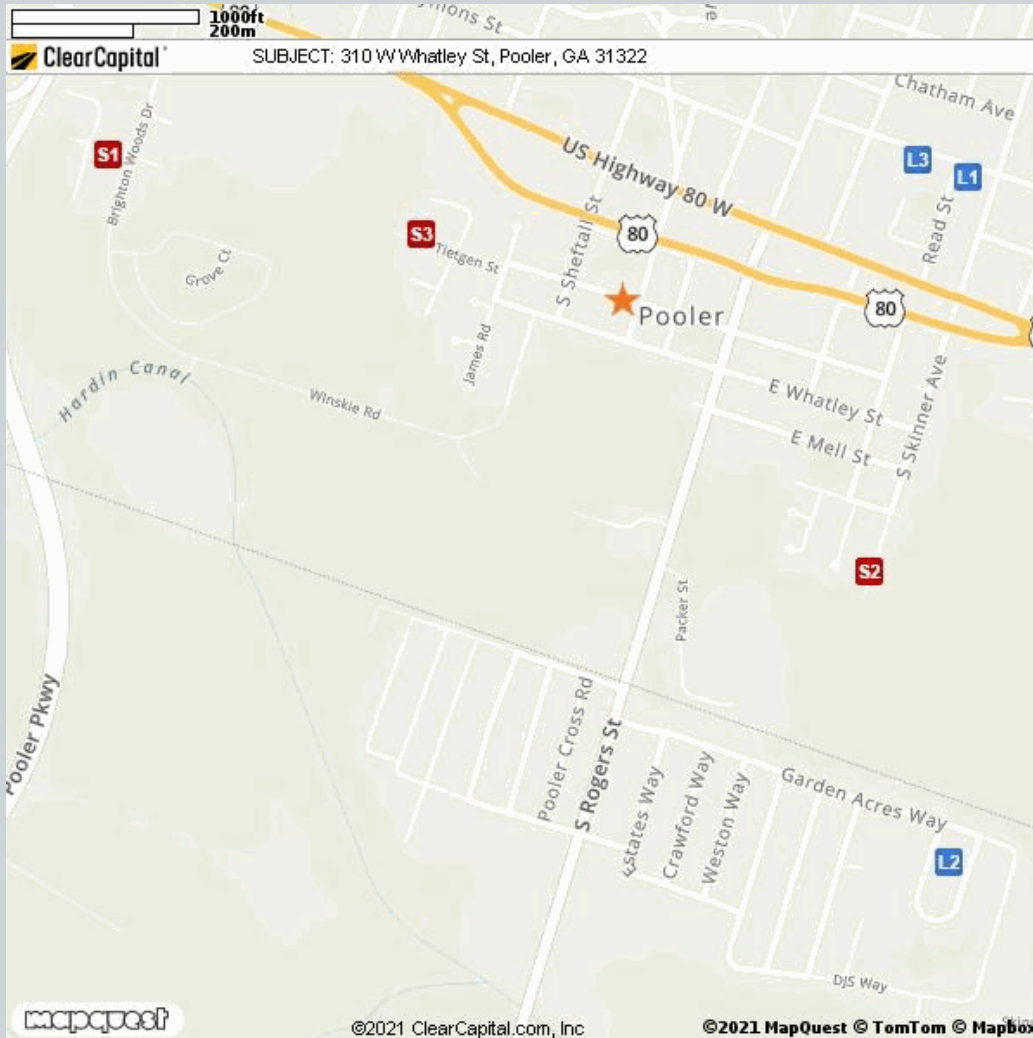 1000ft
200m
ymons St
ClearCapital
SUBJECT: 310 W Whatley St, Pooler, GA 31322
Chatham Ave
S1
Brighton Woods Dr
US Highway 80 W
L3
L1
Read St
S3
Tietgen St
S Sheftall St
80
Grove Ct
Pooler
80
James Rd
Hardin Canal
Winskie Rd
E Whatley St
E Mell St
S Skinner Ave
S2
Packer St
Pooler Pkwy
Pooler Cross Rd
S Rogers St
Estates Way
Crawford Way
Weston Way
Garden Acres Way
L2
DJS Way
mapquest
©2021 ClearCapital.com, Inc
©2021 MapQuest © TomTom © Mapbox